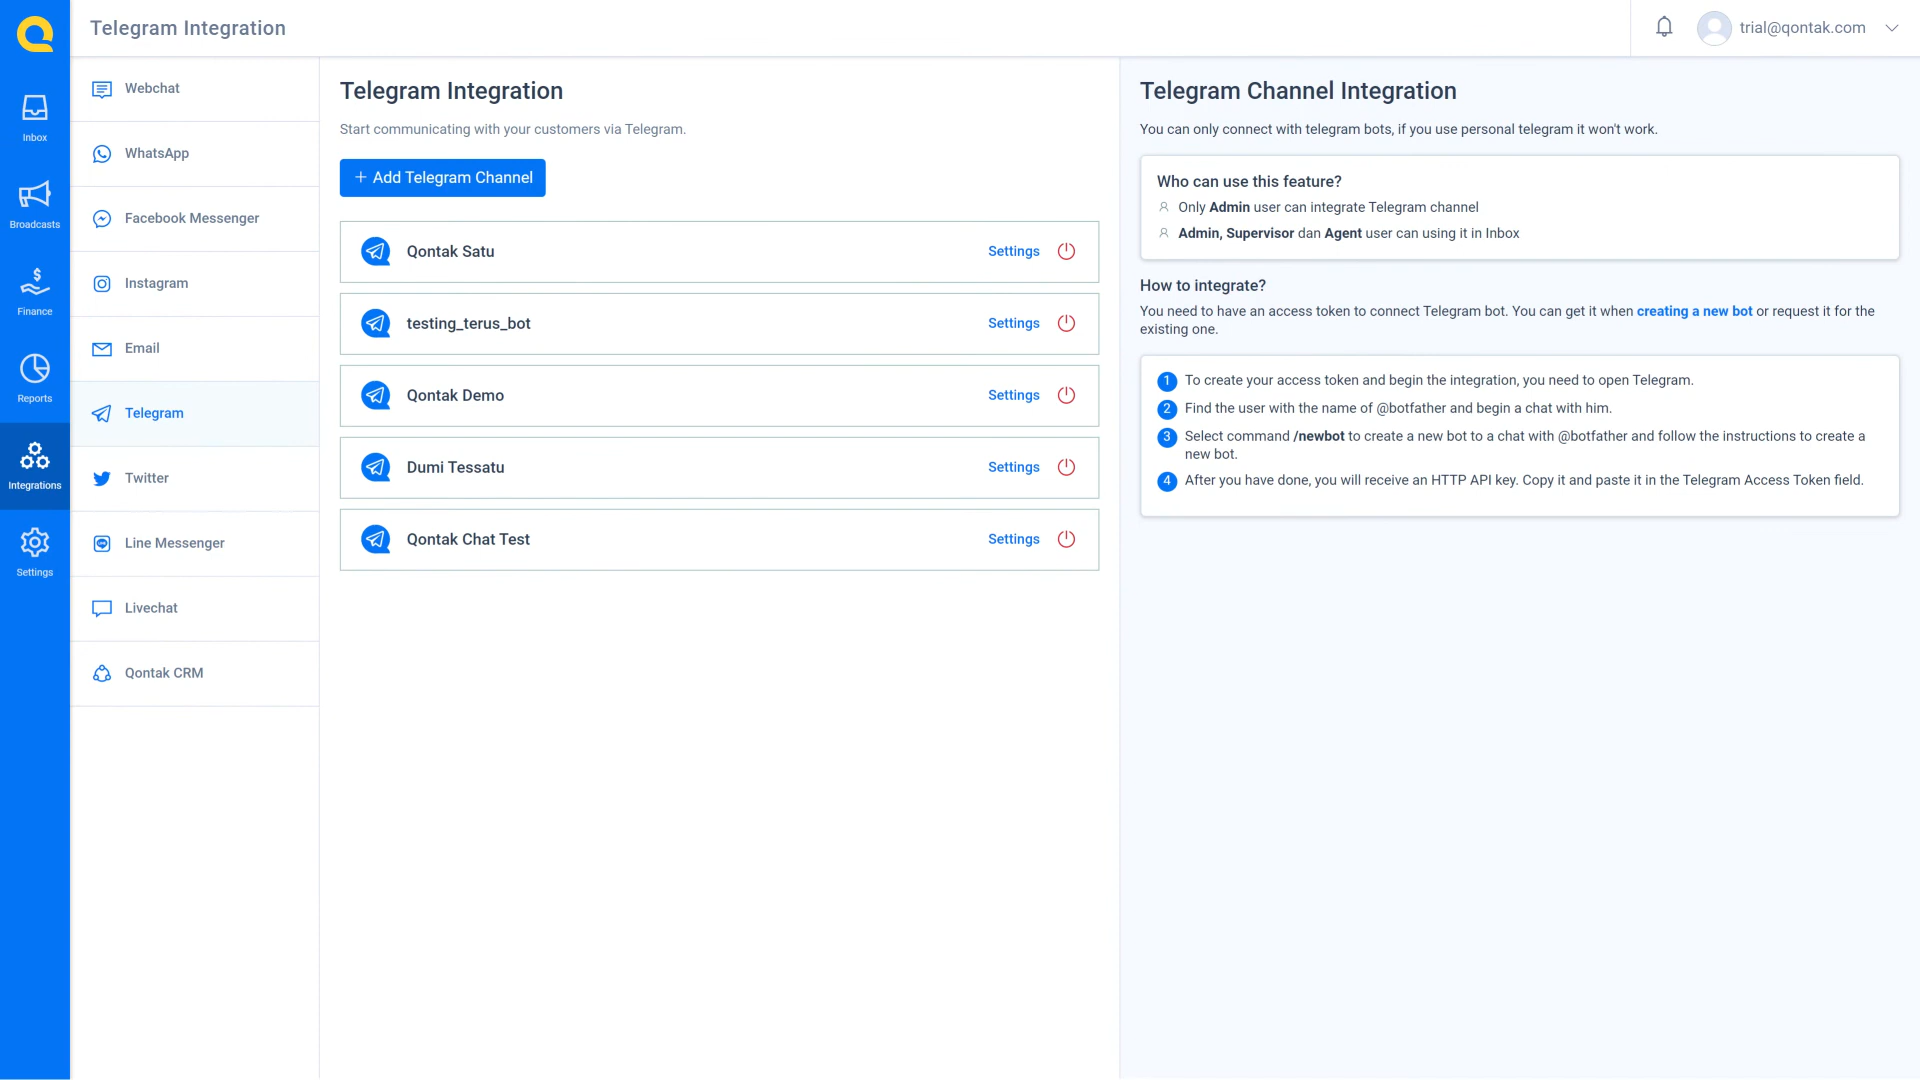 Telegram Integration
trial@qontak.com
Inbox
Broadcasts
Finance
Reports
Integrations
Settings
Webchat
WhatsApp
Facebook Messenger
Instagram
Email
Telegram
Twitter
Line Messenger
Livechat
Qontak CRM
Telegram Integration
Start communicating with your customers via Telegram.
+ Add Telegram Channel
Qontak Satu Settings
testing_terus_bot Settings
Qontak Demo Settings
Dumi Tessatu Settings
Qontak Chat Test Settings
Telegram Channel Integration
You can only connect with telegram bots, if you use personal telegram it won't work.
Who can use this feature?
Only Admin user can integrate Telegram channel
Admin, Supervisor dan Agent user can using it in Inbox
How to integrate?
You need to have an access token to connect Telegram bot. You can get it when creating a new bot or request it for the
existing one.
1 To create your access token and begin the integration, you need to open Telegram.
2 Find the user with the name of @botfather and begin a chat with him.
3 Select command /newbot to create a new bot to a chat with @botfather and follow the instructions to create a
new bot.
4 After you have done, you will receive an HTTP API key. Copy it and paste it in the Telegram Access Token field.